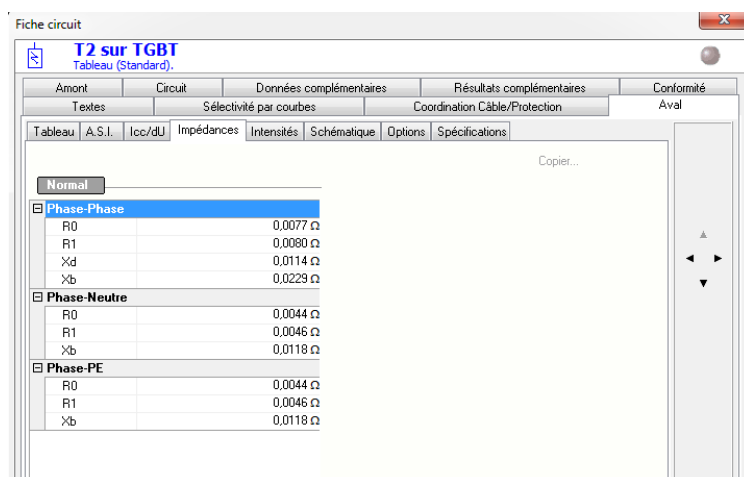 Fiche circuit
T2 sur TGBT
Tableau (Standard).
Amont Circuit Données complémentaires Résultats complémentaires Conformité
Textes Sélectivité par courbes Coordination Câble/Protection Aval
Tableau A.S.I. Icc/dU Impédances Intensités Schématique Options Spécifications
Copier...
Normal
Phase-Phase
R0 0,0077 Ω
R1 0,0080 Ω
Xd 0,0114 Ω
Xb 0,0229 Ω
Phase-Neutre
R0 0,0044 Ω
R1 0,0046 Ω
Xb 0,0118 Ω
Phase-PE
R0 0,0044 Ω
R1 0,0046 Ω
Xb 0,0118 Ω